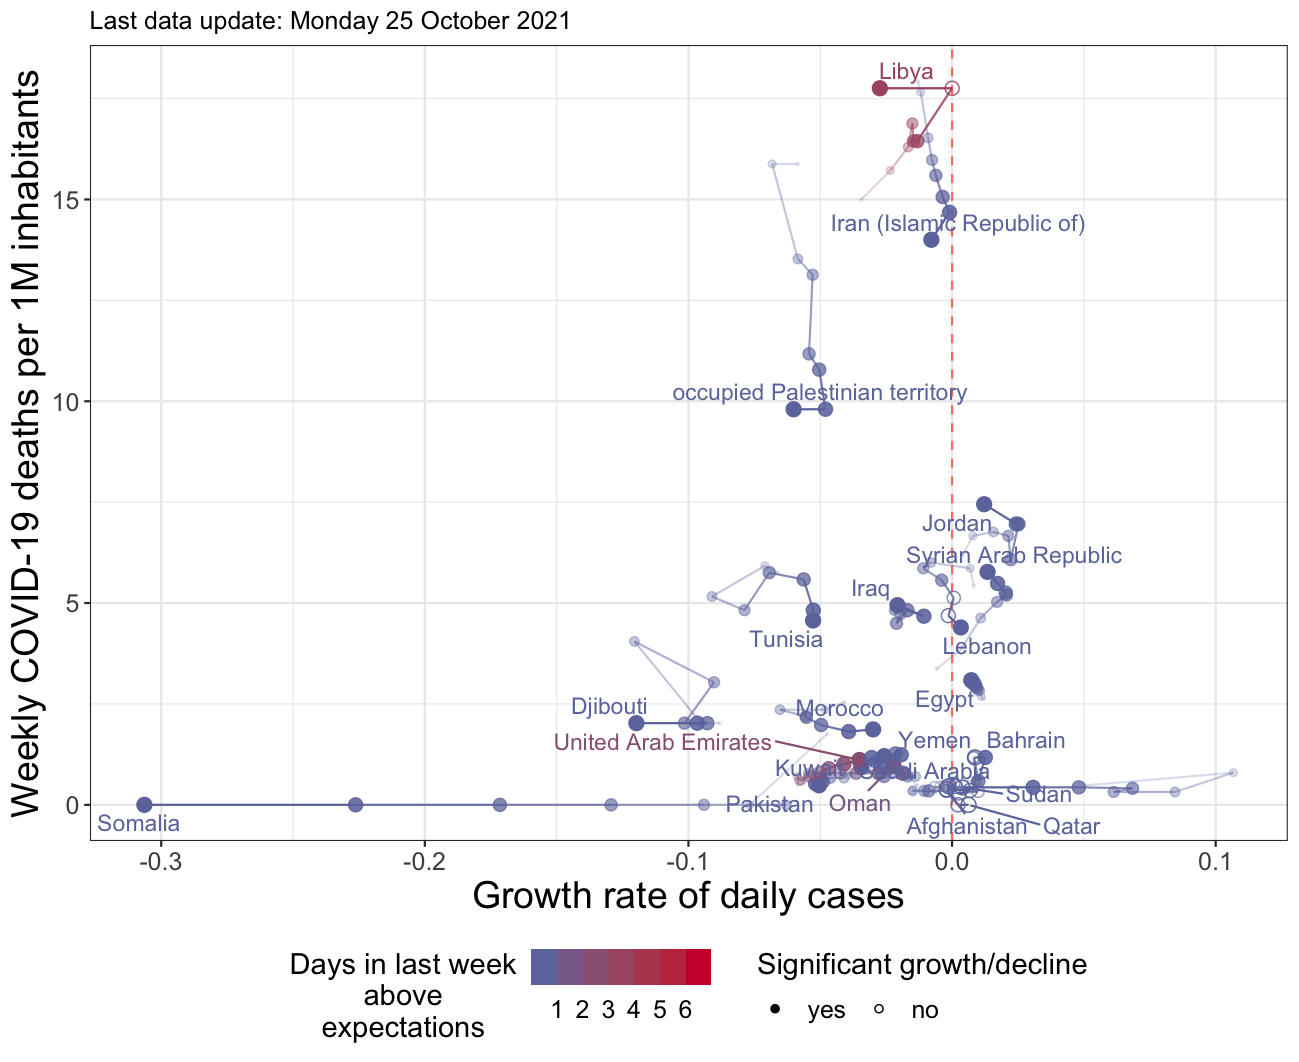 Last data update: Monday 25 October 2021
Weekly COVID-19 deaths per 1M inhabitants
15
10
5
0
Libya
Iran (Islamic Republic of)
occupied Palestinian territory
Jordan
Syrian Arab Republic
Iraq
Tunisia
Lebanon
Egypt
Djibouti
Morocco
United Arab Emirates
Yemen
Bahrain
Kuwait
Saudi Arabia
Pakistan
Oman
Sudan
Somalia
Afghanistan
Qatar
-0.3 -0.2 -0.1 0.0 0.1
Growth rate of daily cases
Days in last week
above
expectations
1 2 3 4 5 6
Significant growth/decline
yes no